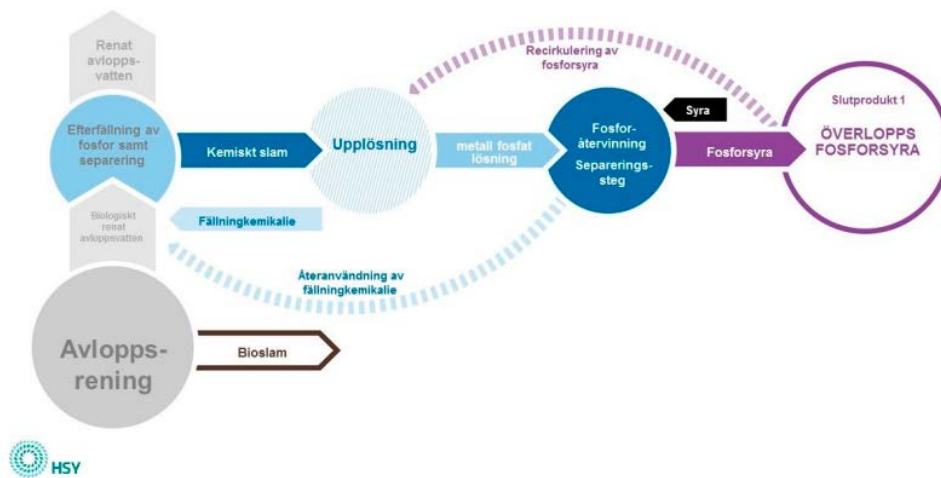 Renat
avlopps-
vatten
Efterfällning av
fosfor samt
separering
Kemiskt slam
Upplösning
metall fosfat
lösning
Fosfor-
återvinning
Separerings-
steg
Syra
Fosforsyra
Recirkulering av
fosforsyra
Slutprodukt 1
ÖVERLOPPS
FOSFORSYRA
Fällningkemikalie
Biologiskt
renat
avloppsvatten
Återanvändning av
fällningkemikalie
Avlopps-
rening
Bioslam
HSY